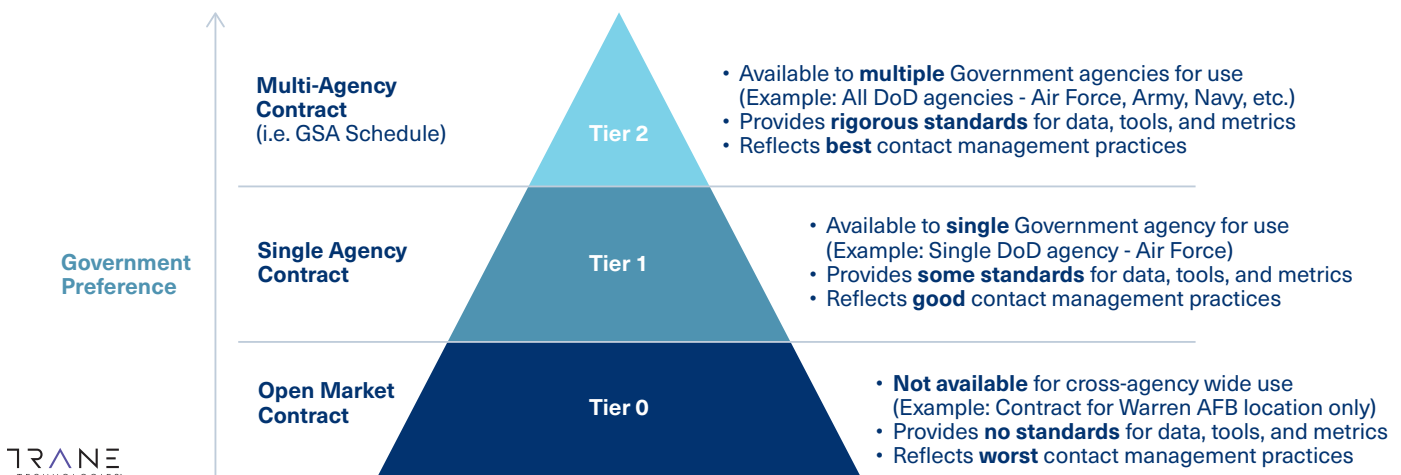 Multi-Agency
Contract
(i.e. GSA Schedule)
Tier 2
• Available to multiple Government agencies for use
(Example: All DoD agencies - Air Force, Army, Navy, etc.)
• Provides rigorous standards for data, tools, and metrics
• Reflects best contact management practices
Government
Preference
Single Agency
Contract
Tier 1
• Available to single Government agency for use
(Example: Single DoD agency - Air Force)
• Provides some standards for data, tools, and metrics
• Reflects good contact management practices
Open Market
Contract
Tier 0
• Not available for cross-agency wide use
(Example: Contract for Warren AFB location only)
• Provides no standards for data, tools, and metrics
• Reflects worst contact management practices
TRANE